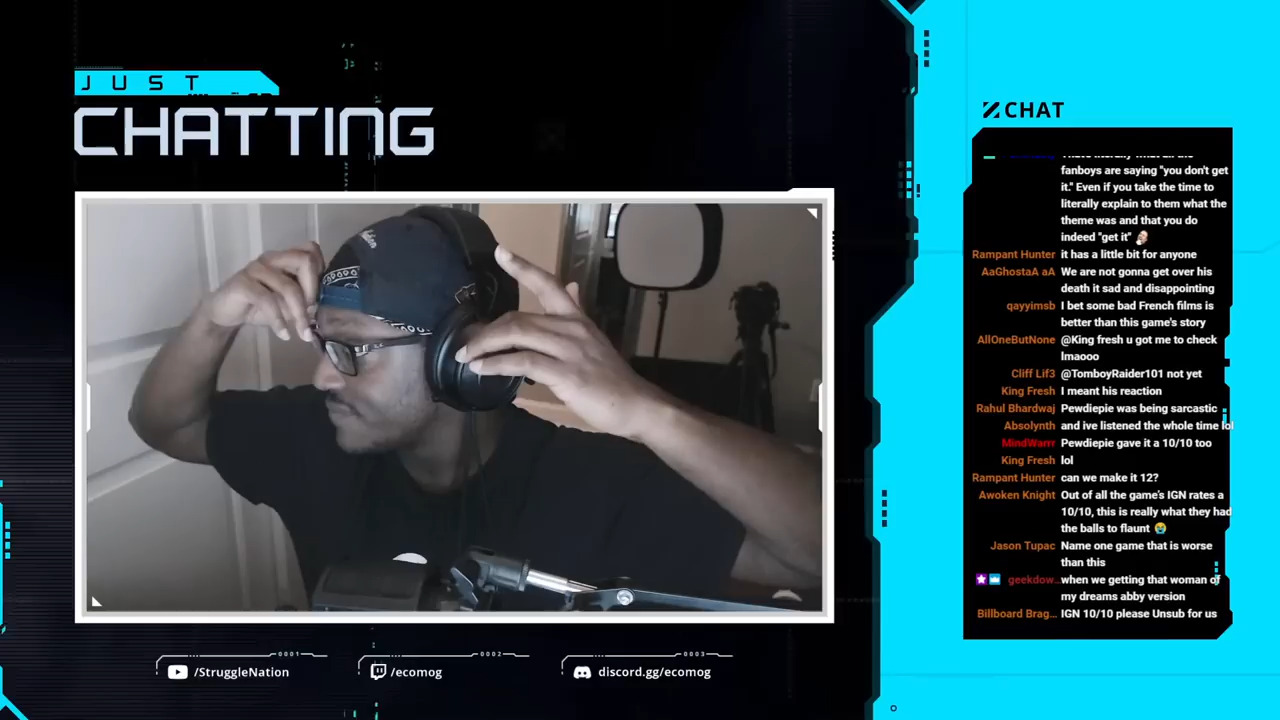 JUST
CHATTING
CHAT
fanboys are saying "you don't get
it." Even if you take the time to
literally explain to them what the
theme was and that you do
indeed "get it"
Rampant Hunter it has a little bit for anyone
AaGhostaA aA We are not gonna get over his
death it sad and disappointing
qayyimsb I bet some bad French films is
better than this game's story
AllOneButNone @King fresh u got me to check
lmaooo
Cliff Lif3 @TomboyRaider101 not yet
King Fresh I meant his reaction
Rahul Bhardwaj Pewdiepie was being sarcastic
Absolynth and ive listened the whole time lol
MindWarrr Pewdiepie gave it a 10/10 too
King Fresh lol
Rampant Hunter can we make it 12?
Awoken Knight Out of all the game's IGN rates a
10/10, this is really what they had
the balls to flaunt
Jason Tupac Name one game that is worse
than this
geekdow... when we getting that woman of
my dreams abby version
Billboard Brag... IGN 10/10 please Unsub for us
0001
/StruggleNation
0002
/ecomog
0003
discord.gg/ecomog